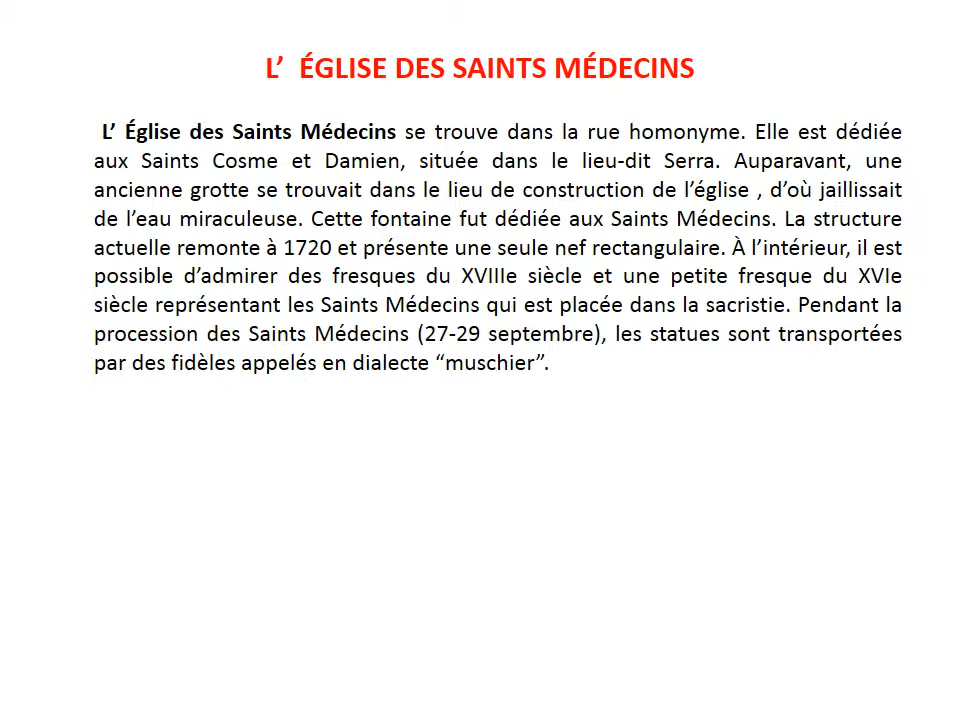 L’ ÉGLISE DES SAINTS MÉDECINS
L’ Église des Saints Médecins se trouve dans la rue homonyme. Elle est dédiée
aux Saints Cosme et Damien, située dans le lieu-dit Serra. Auparavant, une
ancienne grotte se trouvait dans le lieu de construction de l’église , d’où jaillissait
de l’eau miraculeuse. Cette fontaine fut dédiée aux Saints Médecins. La structure
actuelle remonte à 1720 et présente une seule nef rectangulaire. À l’intérieur, il est
possible d’admirer des fresques du XVIIIe siècle et une petite fresque du XVIe
siècle représentant les Saints Médecins qui est placée dans la sacristie. Pendant la
procession des Saints Médecins (27-29 septembre), les statues sont transportées
par des fidèles appelés en dialecte “muschier”.